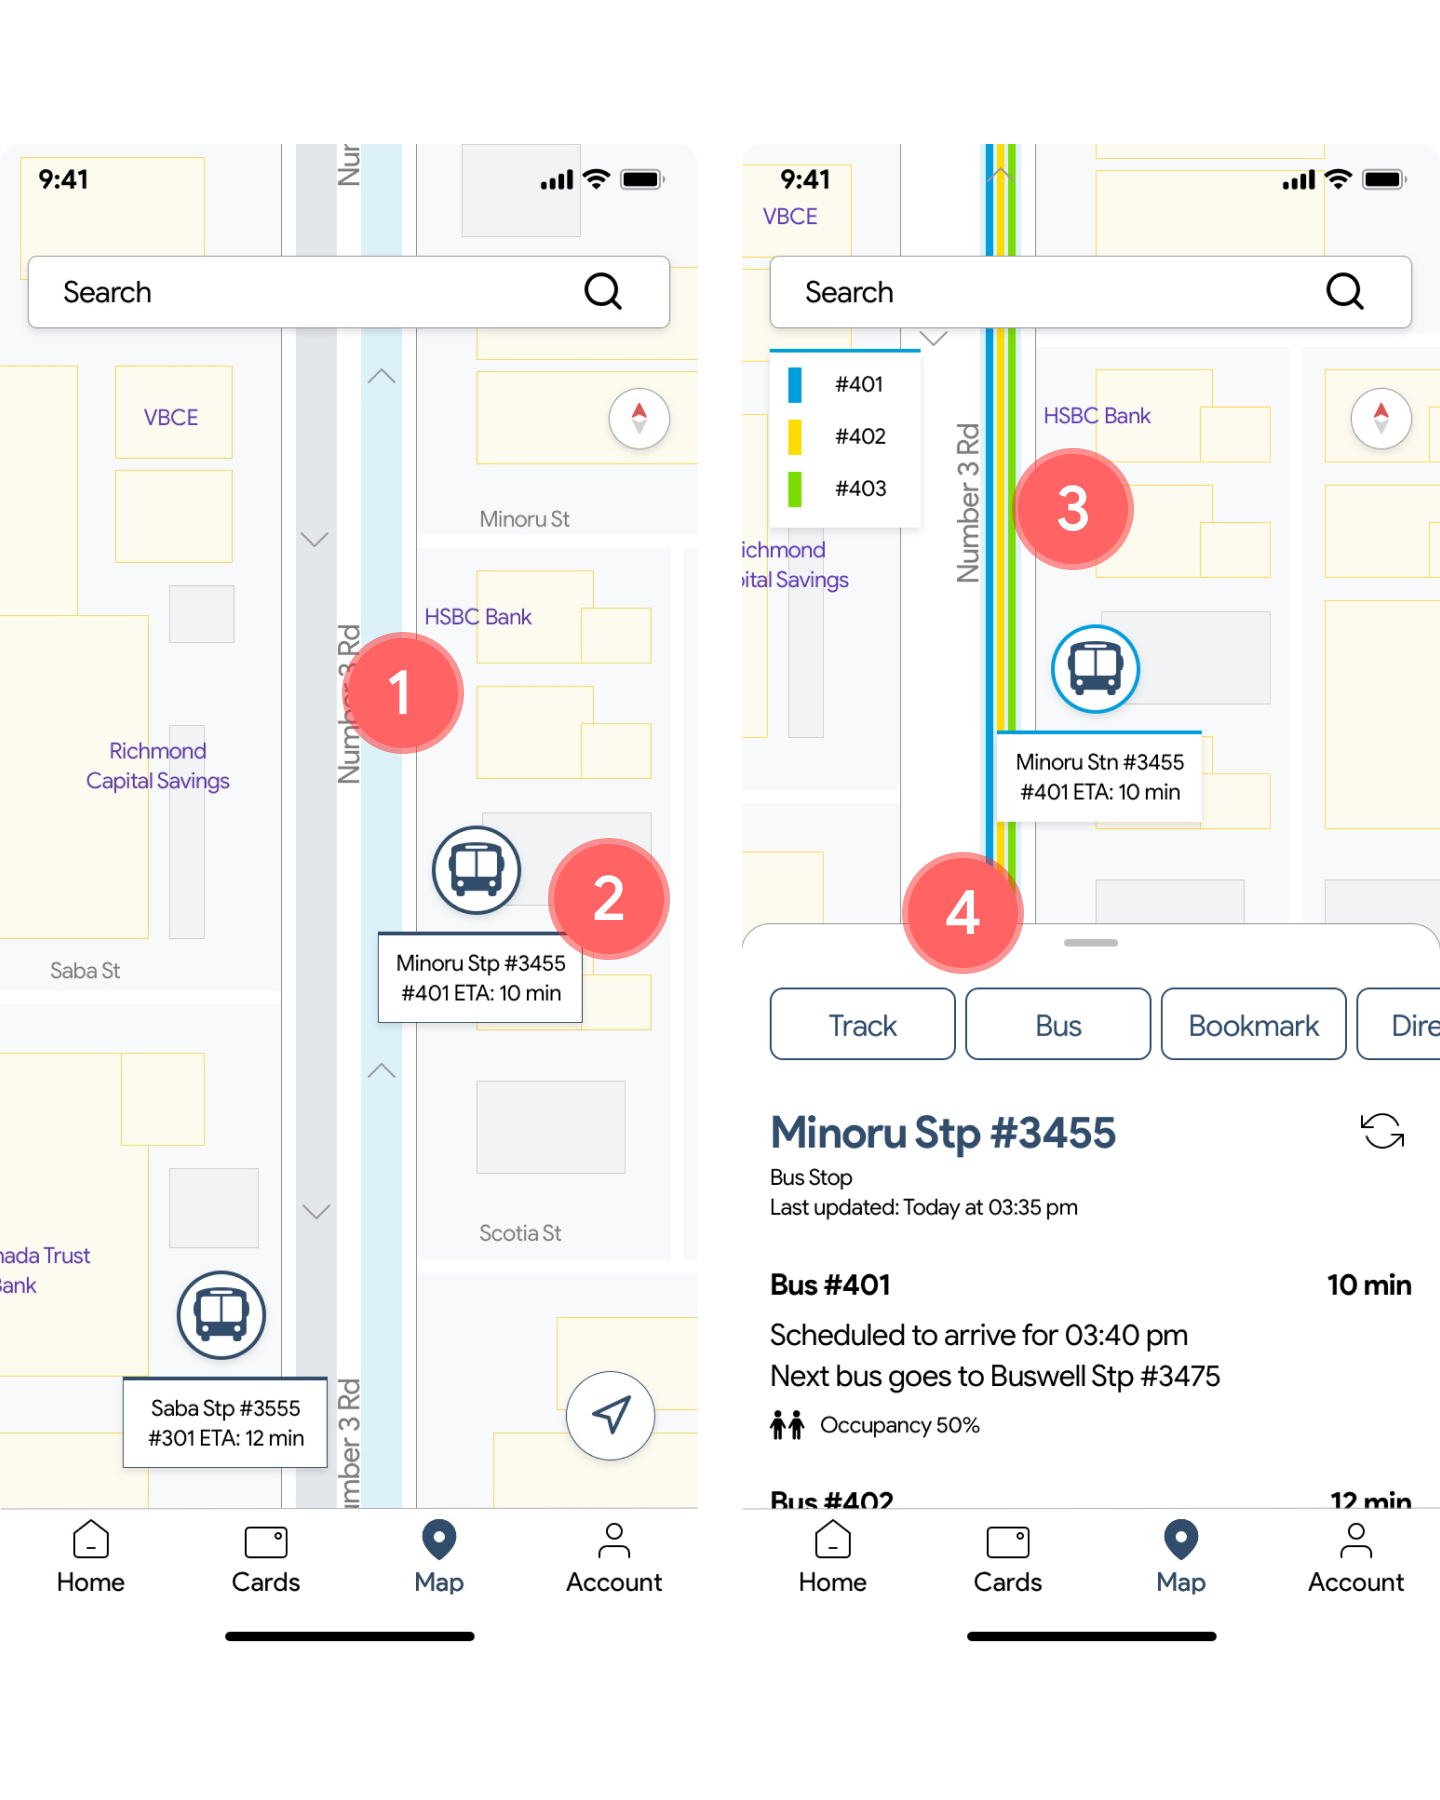 9:41
Nur
Search
VBCE
Minoru St
HSBC Bank
Number 3 Rd
1
Richmond
Capital Savings
2
Minoru Stp #3455
#401 ETA: 10 min
Saba St
Scotia St
nada Trust
Bank
Saba Stp #3555
#301 ETA: 12 min
umber 3 Rd
Home
Cards
Map
Account
9:41
VBCE
Search
#401
#402
#403
HSBC Bank
Number 3 Rd
3
ichmond
pital Savings
Minoru Stn #3455
#401 ETA: 10 min
4
Track
Bus
Bookmark
Dire
Minoru Stp #3455
Bus Stop
Last updated: Today at 03:35 pm
Bus #401
10 min
Scheduled to arrive for 03:40 pm
Next bus goes to Buswell Stp #3475
Occupancy 50%
Bus #402
12 min
Home
Cards
Map
Account